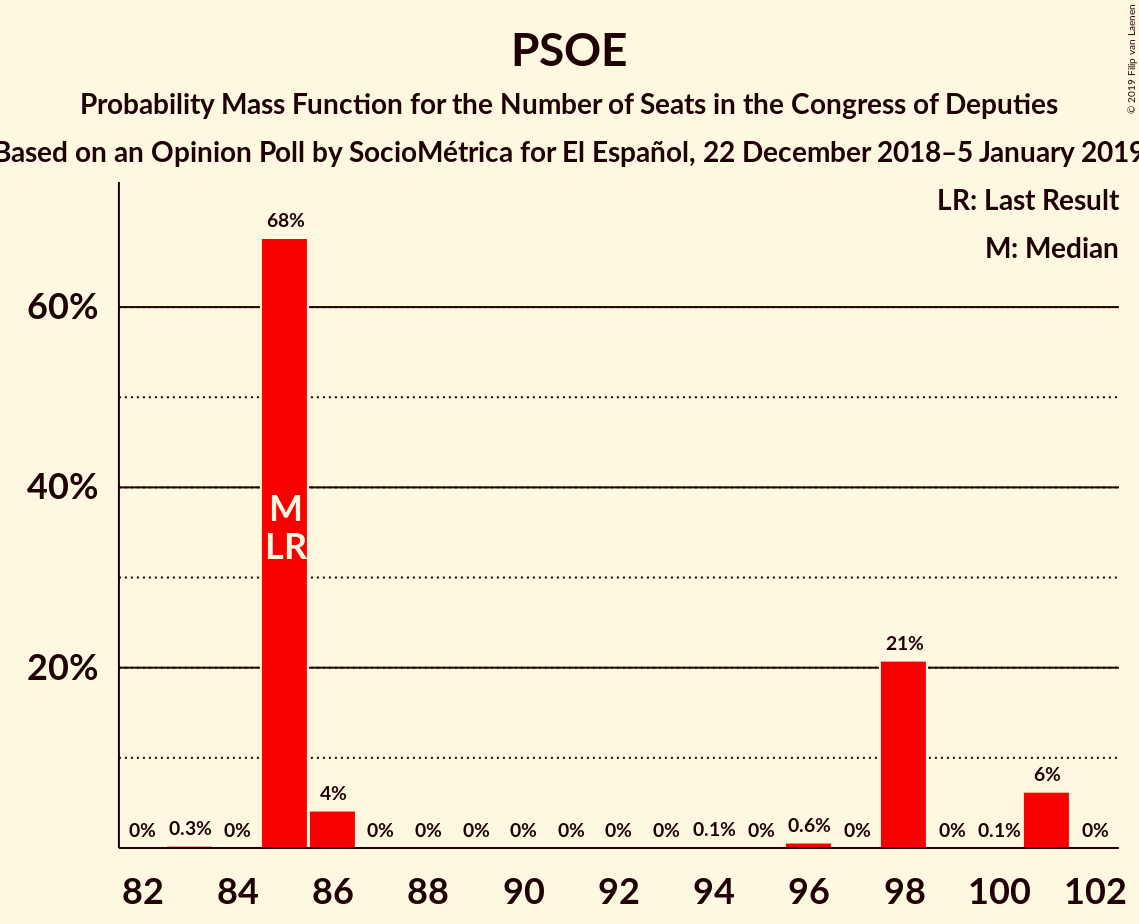 PSOE
Probability Mass Function for the Number of Seats in the Congress of Deputies
Based on an Opinion Poll by SocioMétrica for El Español, 22 December 2018–5 January 2019
© 2019 Filip van Laenen
LR: Last Result
M: Median
60%
40%
20%
0%
0.3%
0%
68%
M
LR
4%
0%
0%
0%
0%
0%
0%
0%
0.1%
0%
0.6%
0%
21%
0%
0.1%
6%
0%
82 84 86 88 90 92 94 96 98 100 102